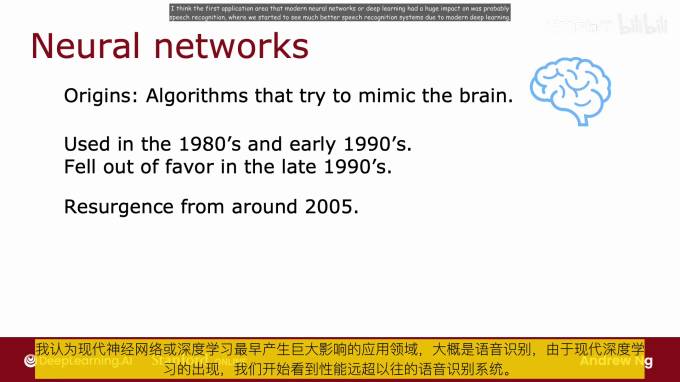 I think the first application area that modern neural networks or deep learning had a huge impact on was probably
speech recognition, where we started to see much better speech recognition systems due to modern deep learning
bilibili
Neural networks
Origins: Algorithms that try to mimic the brain.
Used in the 1980's and early 1990's.
Fell out of favor in the late 1990's.
Resurgence from around 2005.
我认为现代神经网络或深度学习最早产生巨大影响的应用领域，大概是语音识别，由于现代深度学
习的出现，我们开始看到性能远超以往的语音识别系统。
DeepLearning.AI
Andrew Ng